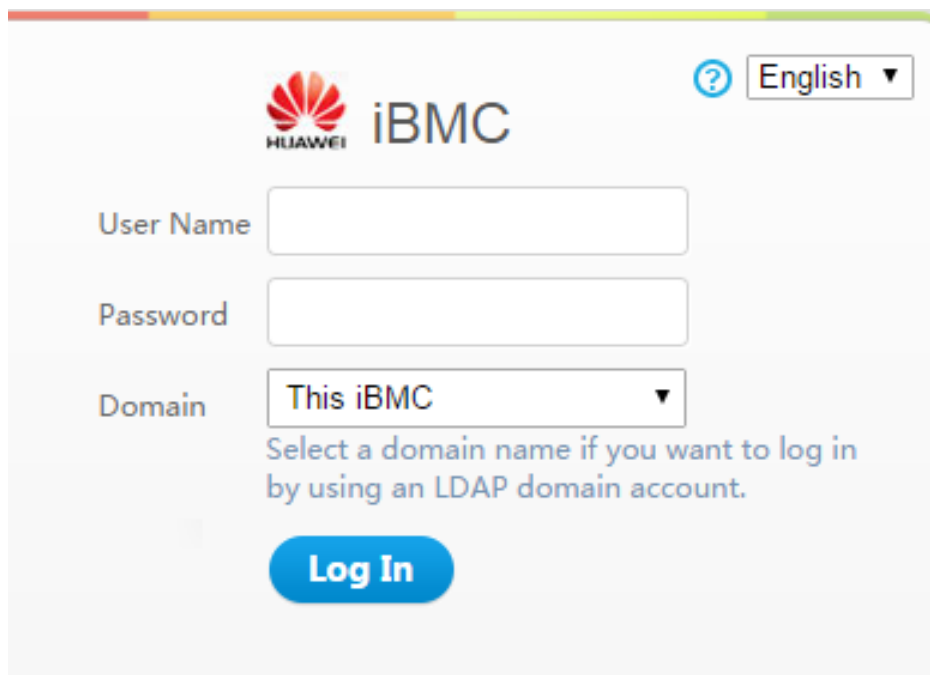 English
HUAWEI
iBMC
User Name
Password
Domain
This iBMC
Select a domain name if you want to log in
by using an LDAP domain account.
Log In